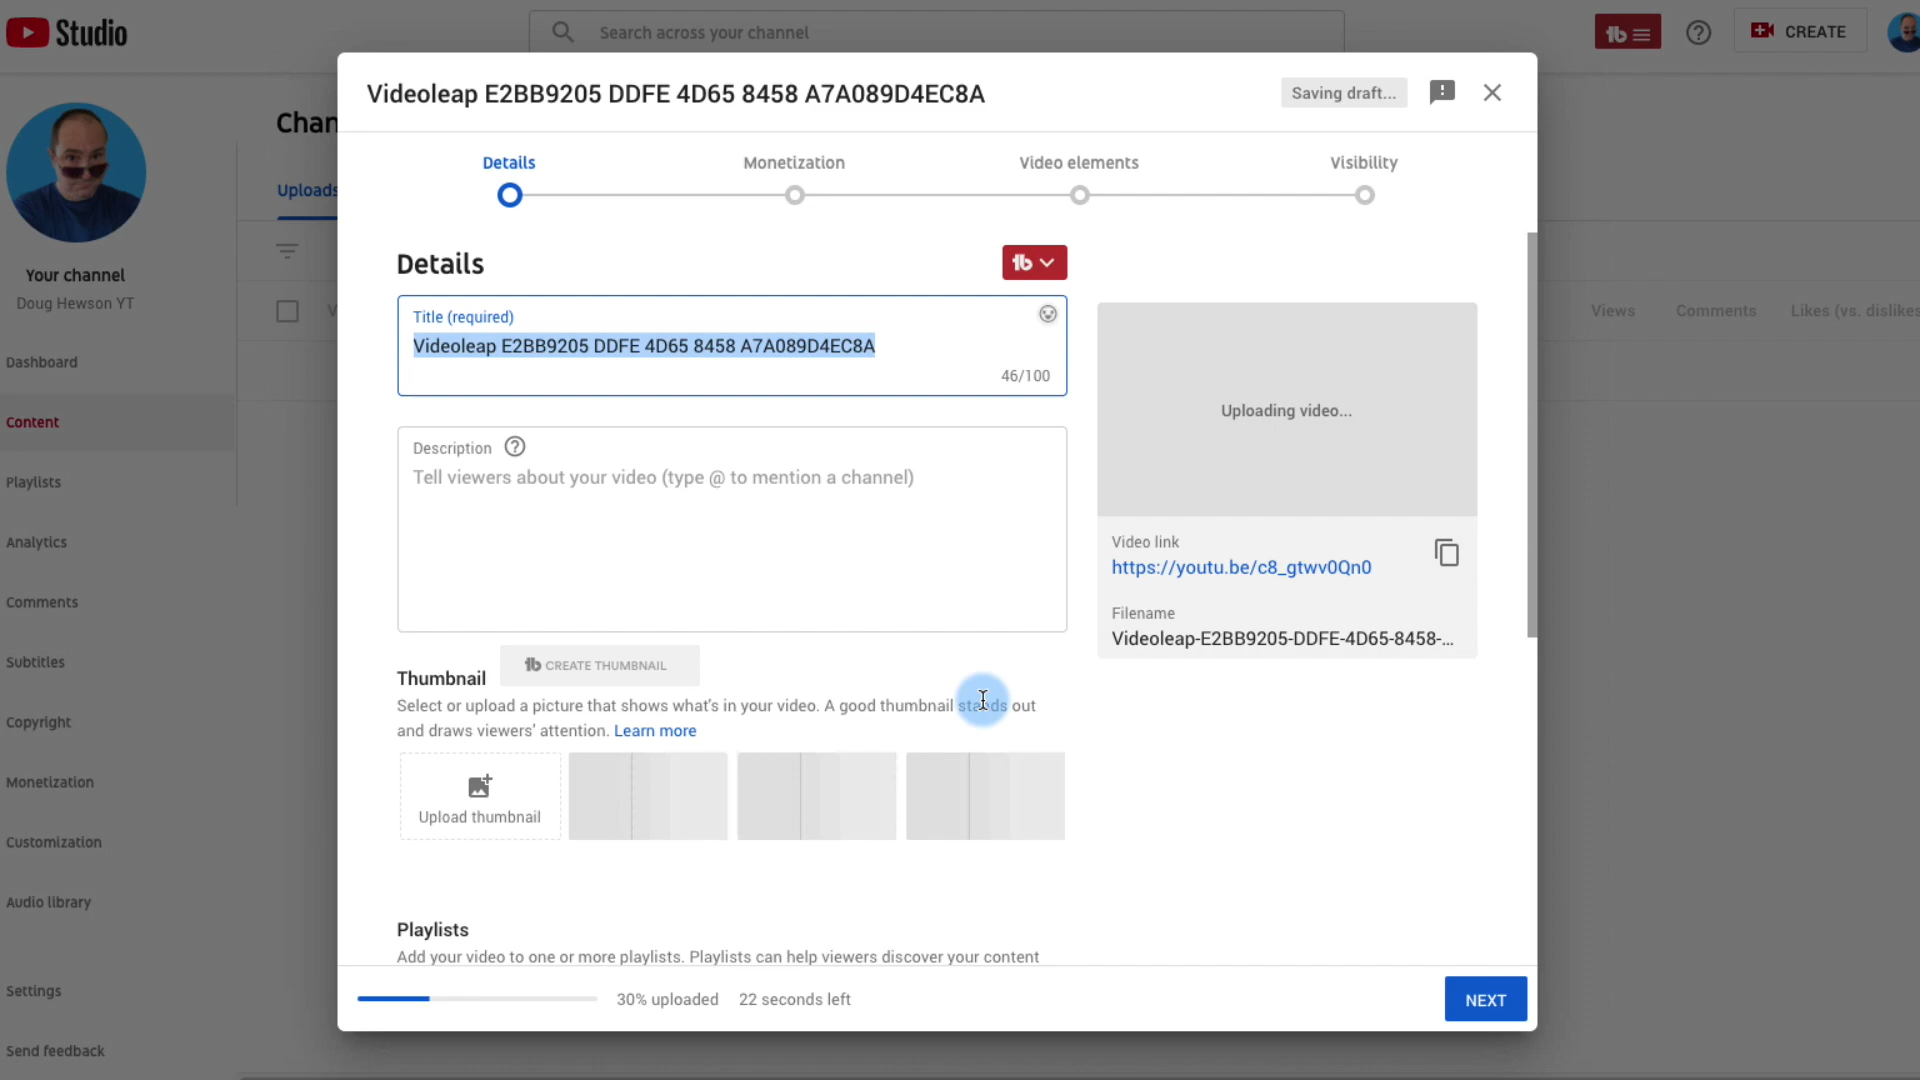 Studio
Search across your channel
CREATE
Videoleap E2BB9205 DDFE 4D65 8458 A7A089D4EC8A
Saving draft...
Details
Monetization
Video elements
Visibility
Chan
Uploads
Your channel
Doug Hewson YT
Dashboard
Content
Playlists
Analytics
Comments
Subtitles
Copyright
Monetization
Customization
Audio library
Settings
Send feedback
V
Views
Comments
Likes (vs. dislikes
Details
Title (required)
Videoleap E2BB9205 DDFE 4D65 8458 A7A089D4EC8A
46/100
Description
Tell viewers about your video (type @ to mention a channel)
Thumbnail
CREATE THUMBNAIL
Select or upload a picture that shows what's in your video. A good thumbnail stands out
and draws viewers' attention. Learn more
Upload thumbnail
Playlists
Add your video to one or more playlists. Playlists can help viewers discover your content
Uploading video...
Video link
https://youtu.be/c8_gtwv0Qn0
Filename
Videoleap-E2BB9205-DDFE-4D65-8458-...
30% uploaded
22 seconds left
NEXT